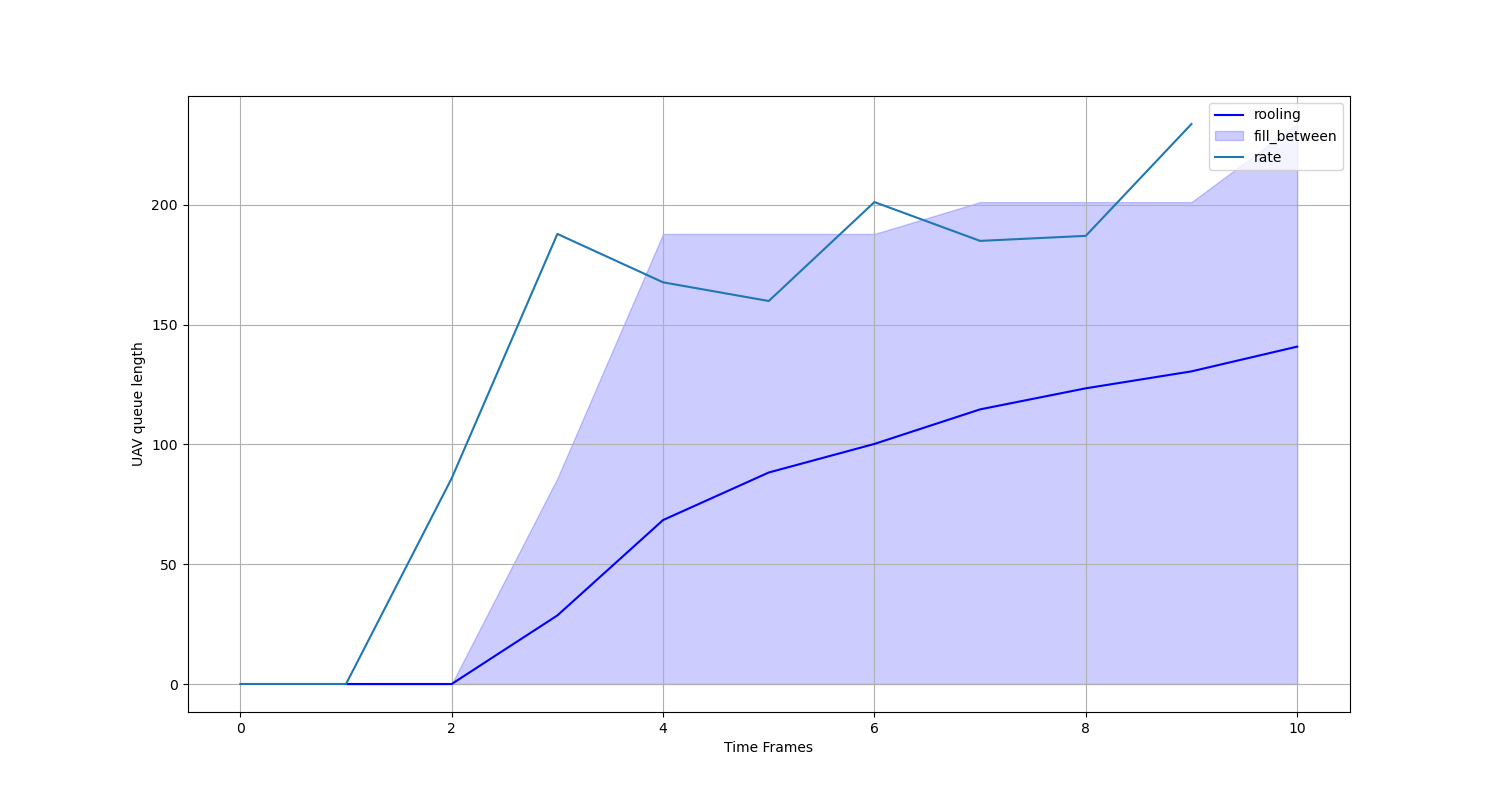 rooling
fill_between
rate
200
150
100
50
0
UAV queue length
0 2 4 6 8 10
Time Frames